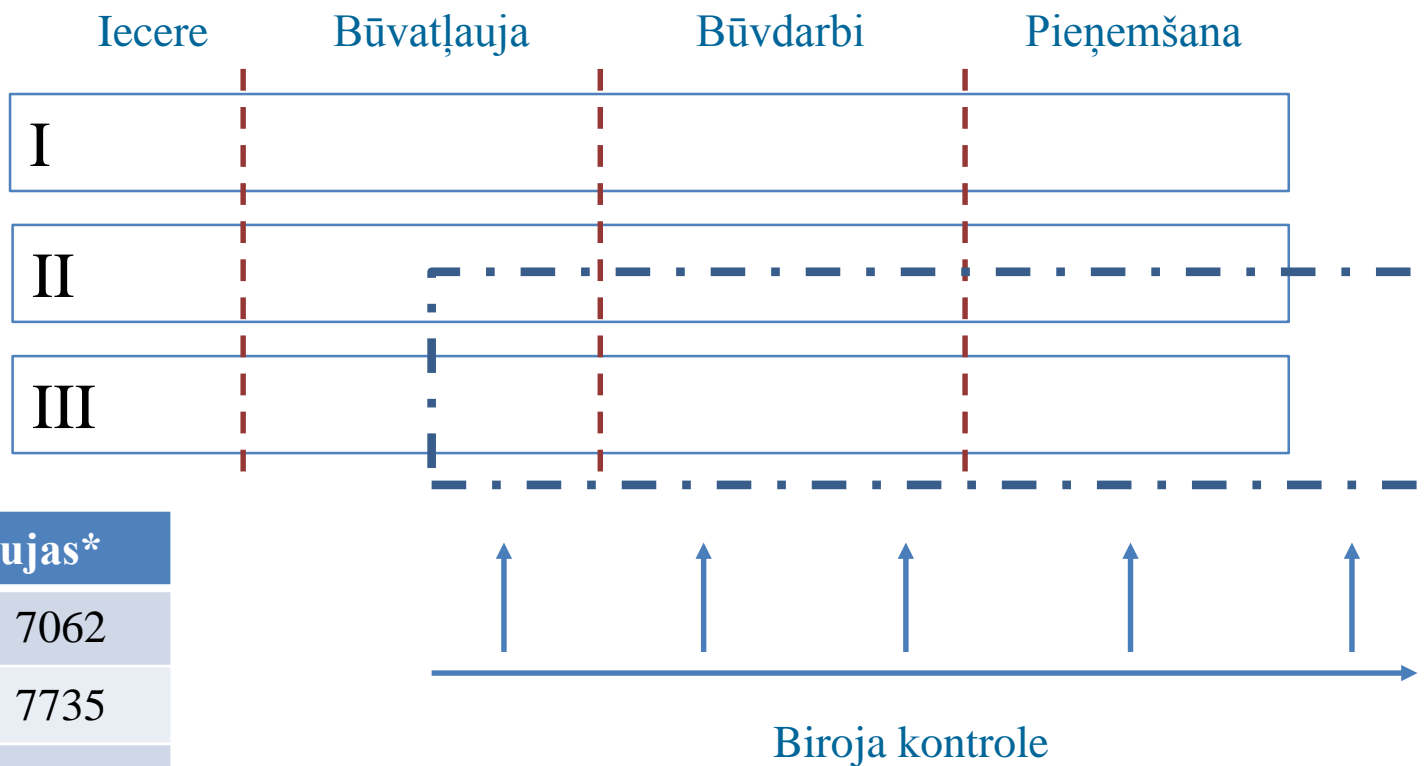 Iecere Būvatļauja Būvdarbi Pieņemšana
I
II
III
ujas*
7062
7735
Biroja kontrole